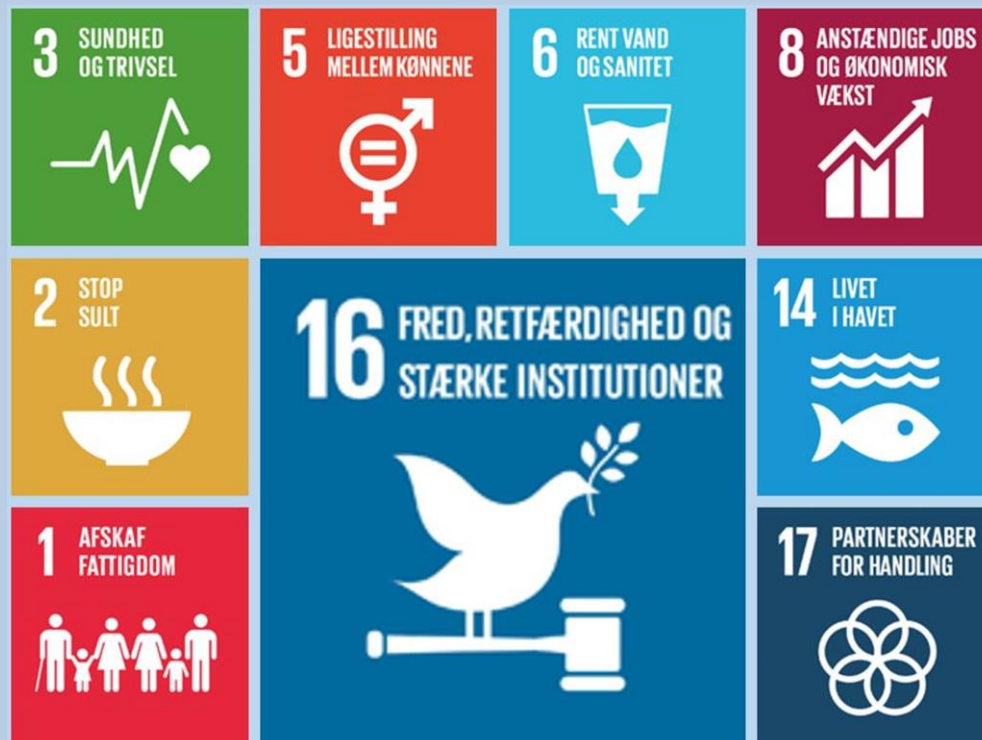 3 SUNDHED
OG TRIVSEL
5 LIGESTILLING
MELLEM KØNNENE
6 RENT VAND
OG SANITET
8 ANSTÆNDIGE JOBS
OG ØKONOMISK
VÆKST
2 STOP
SULT
16 FRED, RETFÆRDIGHED OG
STÆRKE INSTITUTIONER
14 LIVET
I HAVET
1 AFSKAF
FATTIGDOM
17 PARTNERSKABER
FOR HANDLING